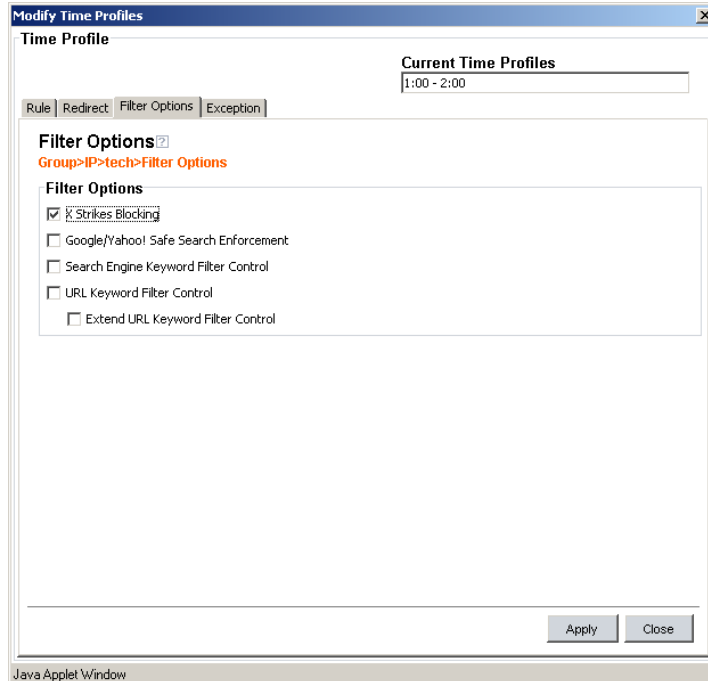 Modify Time Profiles
Time Profile
Current Time Profiles
1:00 - 2:00
Rule Redirect Filter Options Exception
Filter Options?
Group>IP>tech>Filter Options
Filter Options
X Strikes Blocking
Google/Yahoo! Safe Search Enforcement
Search Engine Keyword Filter Control
URL Keyword Filter Control
Extend URL Keyword Filter Control
Apply Close
Java Applet Window